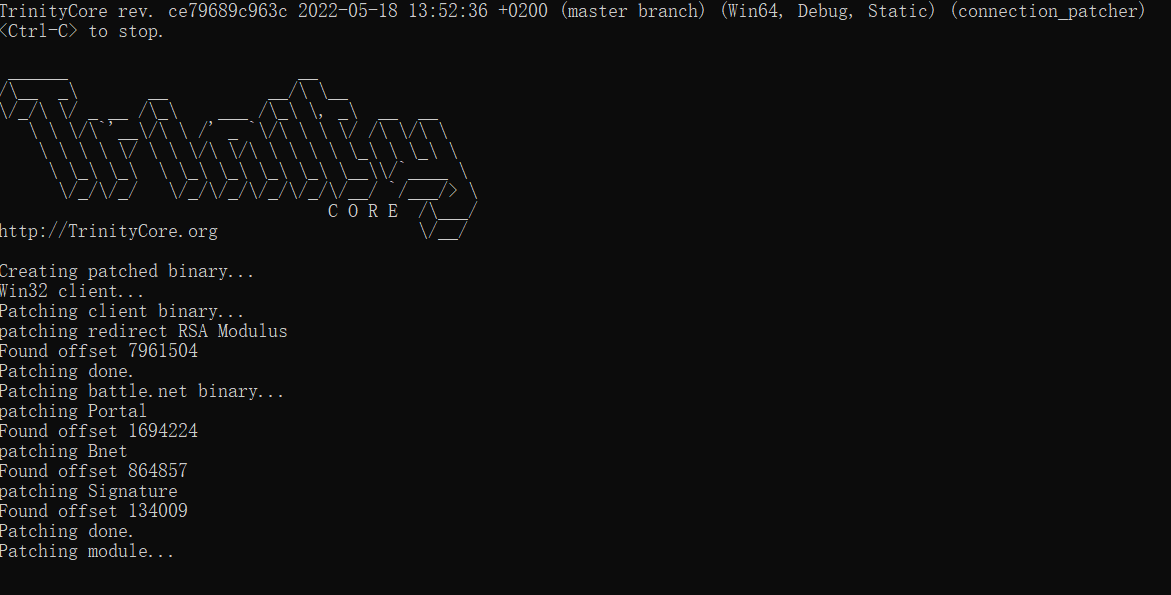 TrinityCore rev. ce79689c963c 2022-05-18 13:52:36 +0200 (master branch) (Win64, Debug, Static) (connection_patcher)
<Ctrl-C> to stop.
Trinity
C O R E
http://TrinityCore.org
Creating patched binary...
Win32 client...
Patching client binary...
patching redirect RSA Modulus
Found offset 7961504
Patching done.
Patching battle.net binary...
patching Portal
Found offset 1694224
patching Bnet
Found offset 864857
patching Signature
Found offset 134009
Patching done.
Patching module...